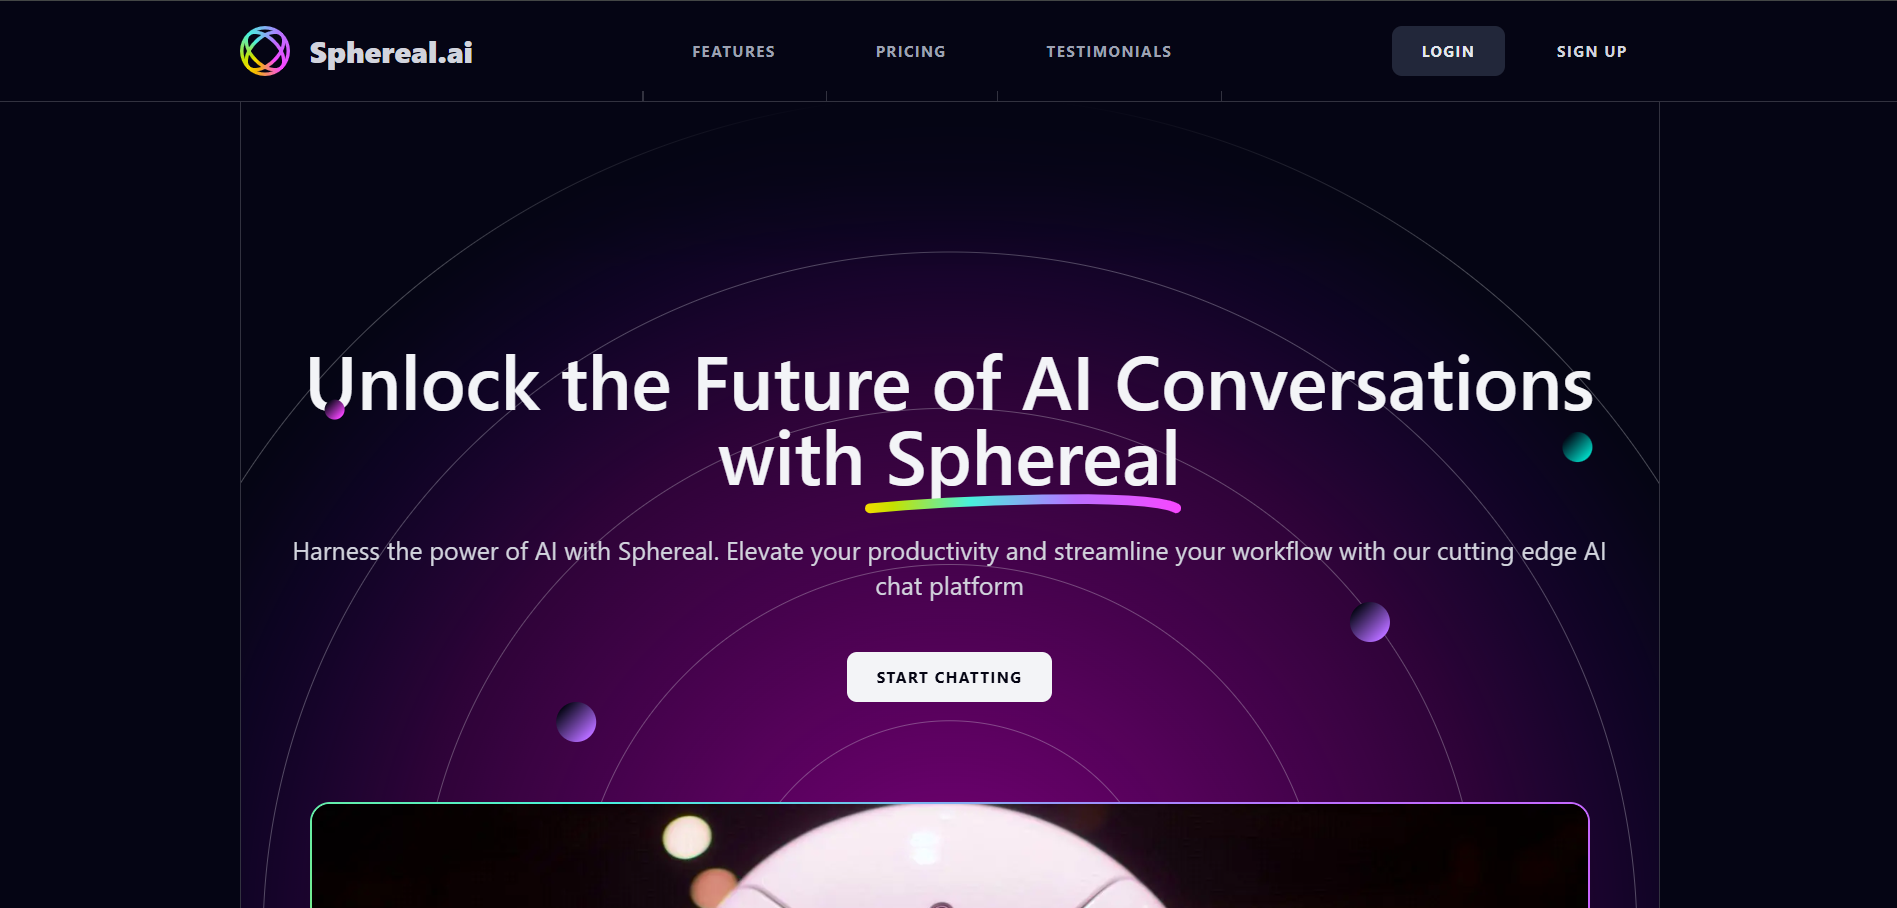 Sphereal.ai
FEATURES
PRICING
TESTIMONIALS
LOGIN
SIGN UP
Unlock the Future of AI Conversations
with Sphereal
Harness the power of AI with Sphereal. Elevate your productivity and streamline your workflow with our cutting edge AI
chat platform
START CHATTING